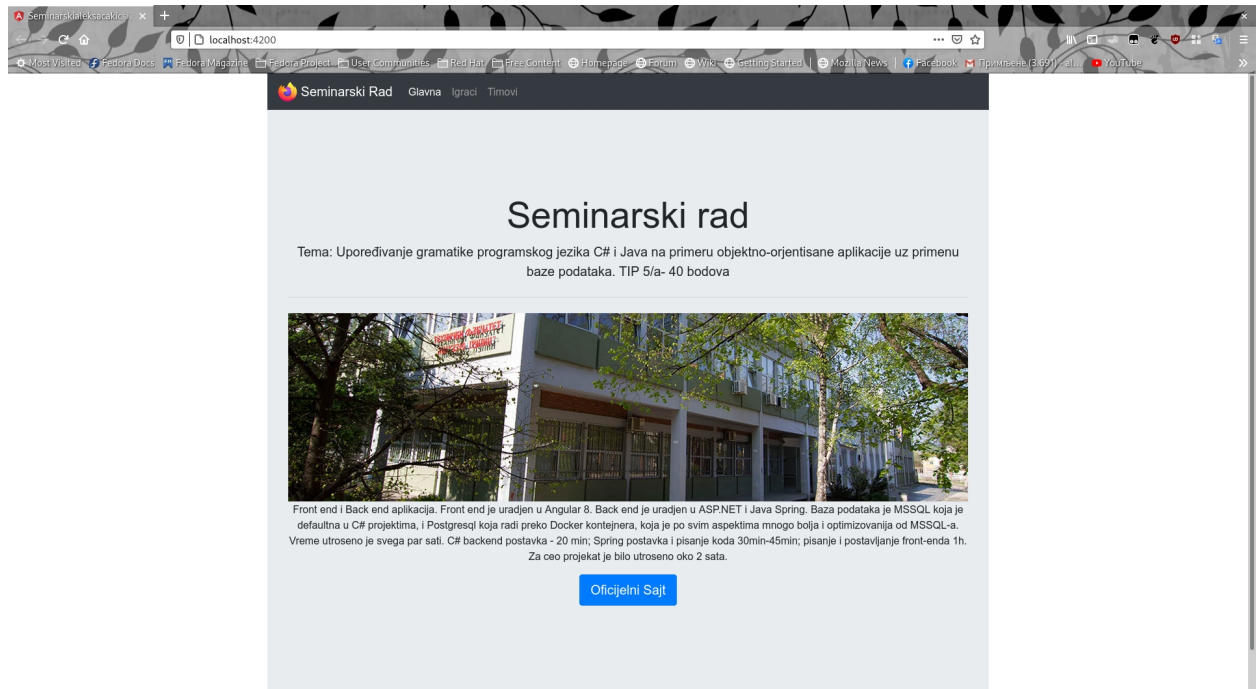 Seminarskialeksacakics
localhost:4200
Most Visited Fedora Docs Fedora Magazine Fedora Project User Communities Red Hat Free Content Homepage Forum Wiki Getting Started Mozilla News Facebook Примљене (3.691) - al... YouTube
Seminarski Rad Glavna Igraci Timovi
Seminarski rad
Tema: Upoređivanje gramatike programskog jezika C# i Java na primeru objektno-orjentisane aplikacije uz primenu
baze podataka. TIP 5/a- 40 bodova
Front end i Back end aplikacija. Front end je uradjen u Angular 8. Back end je uradjen u ASP.NET i Java Spring. Baza podataka je MSSQL koja je
defaultna u C# projektima, i Postgresql koja radi preko Docker kontejnera, koja je po svim aspektima mnogo bolja i optimizovanija od MSSQL-a.
Vreme utroseno je svega par sati. C# backend postavka - 20 min; Spring postavka i pisanje koda 30min-45min; pisanje i postavljanje front-enda 1h.
Za ceo projekat je bilo utroseno oko 2 sata.
Oficijelni Sajt